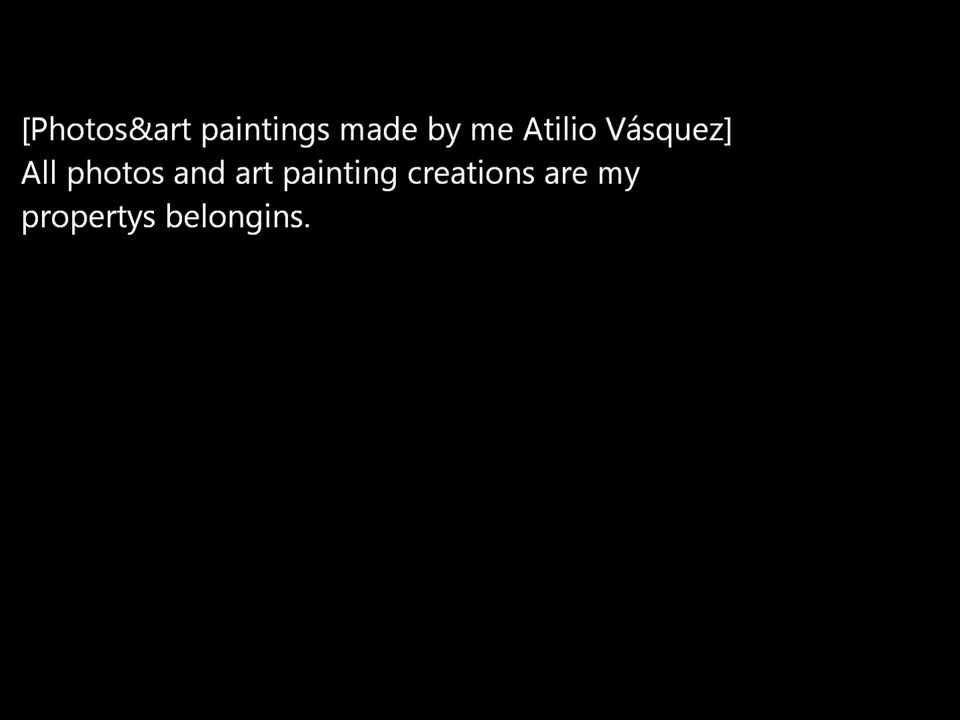 [Photos&art paintings made by me Atilio Vásquez]
All photos and art painting creations are my
propertys belongins.